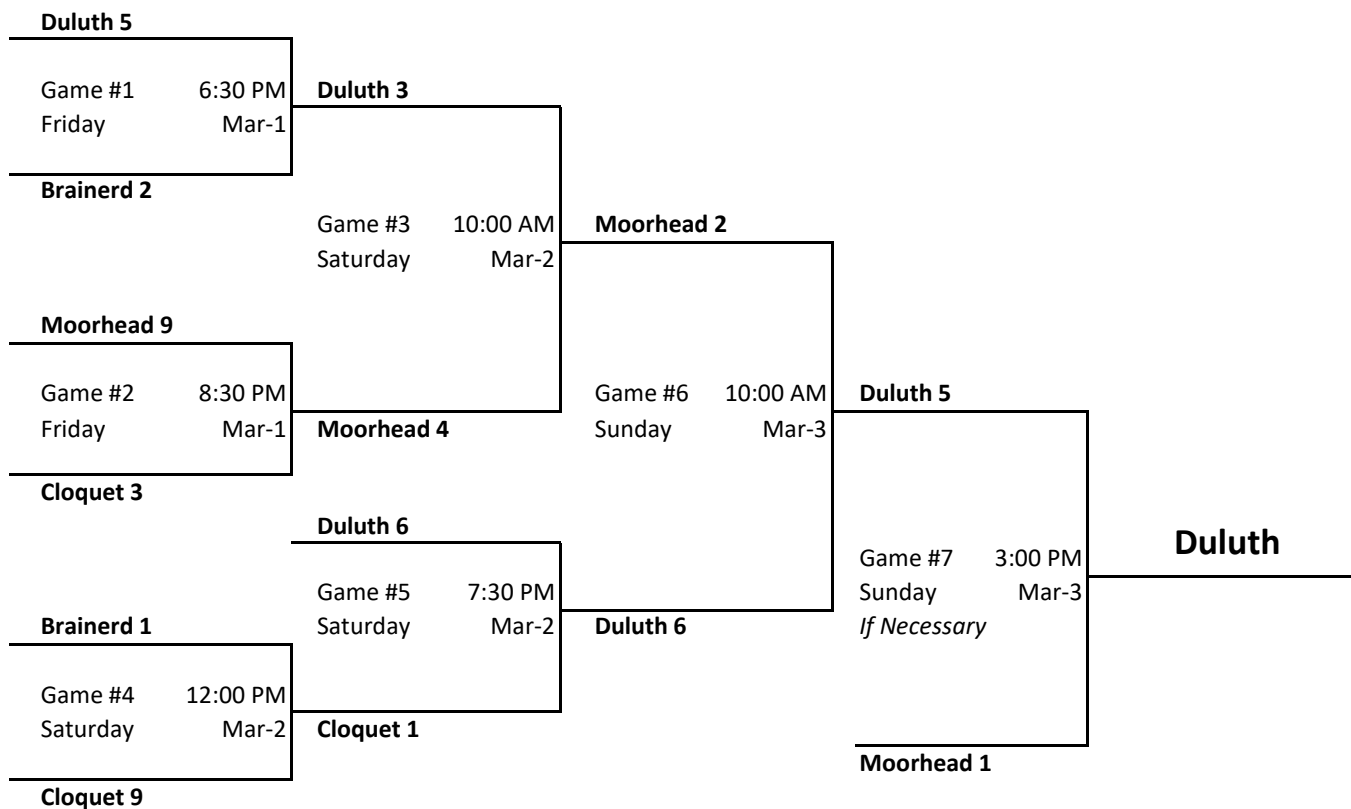 Duluth 5
Game #1 6:30 PM
Friday Mar-1
Brainerd 2
Duluth 3
Game #3 10:00 AM
Saturday Mar-2
Moorhead 9
Game #2 8:30 PM
Friday Mar-1
Cloquet 3
Moorhead 4
Moorhead 2
Game #6 10:00 AM
Sunday Mar-3
Duluth 6
Game #5 7:30 PM
Saturday Mar-2
Brainerd 1
Game #4 12:00 PM
Saturday Mar-2
Cloquet 9
Cloquet 1
Duluth 6
Duluth 5
Game #7 3:00 PM
Sunday Mar-3
If Necessary
Moorhead 1
Duluth